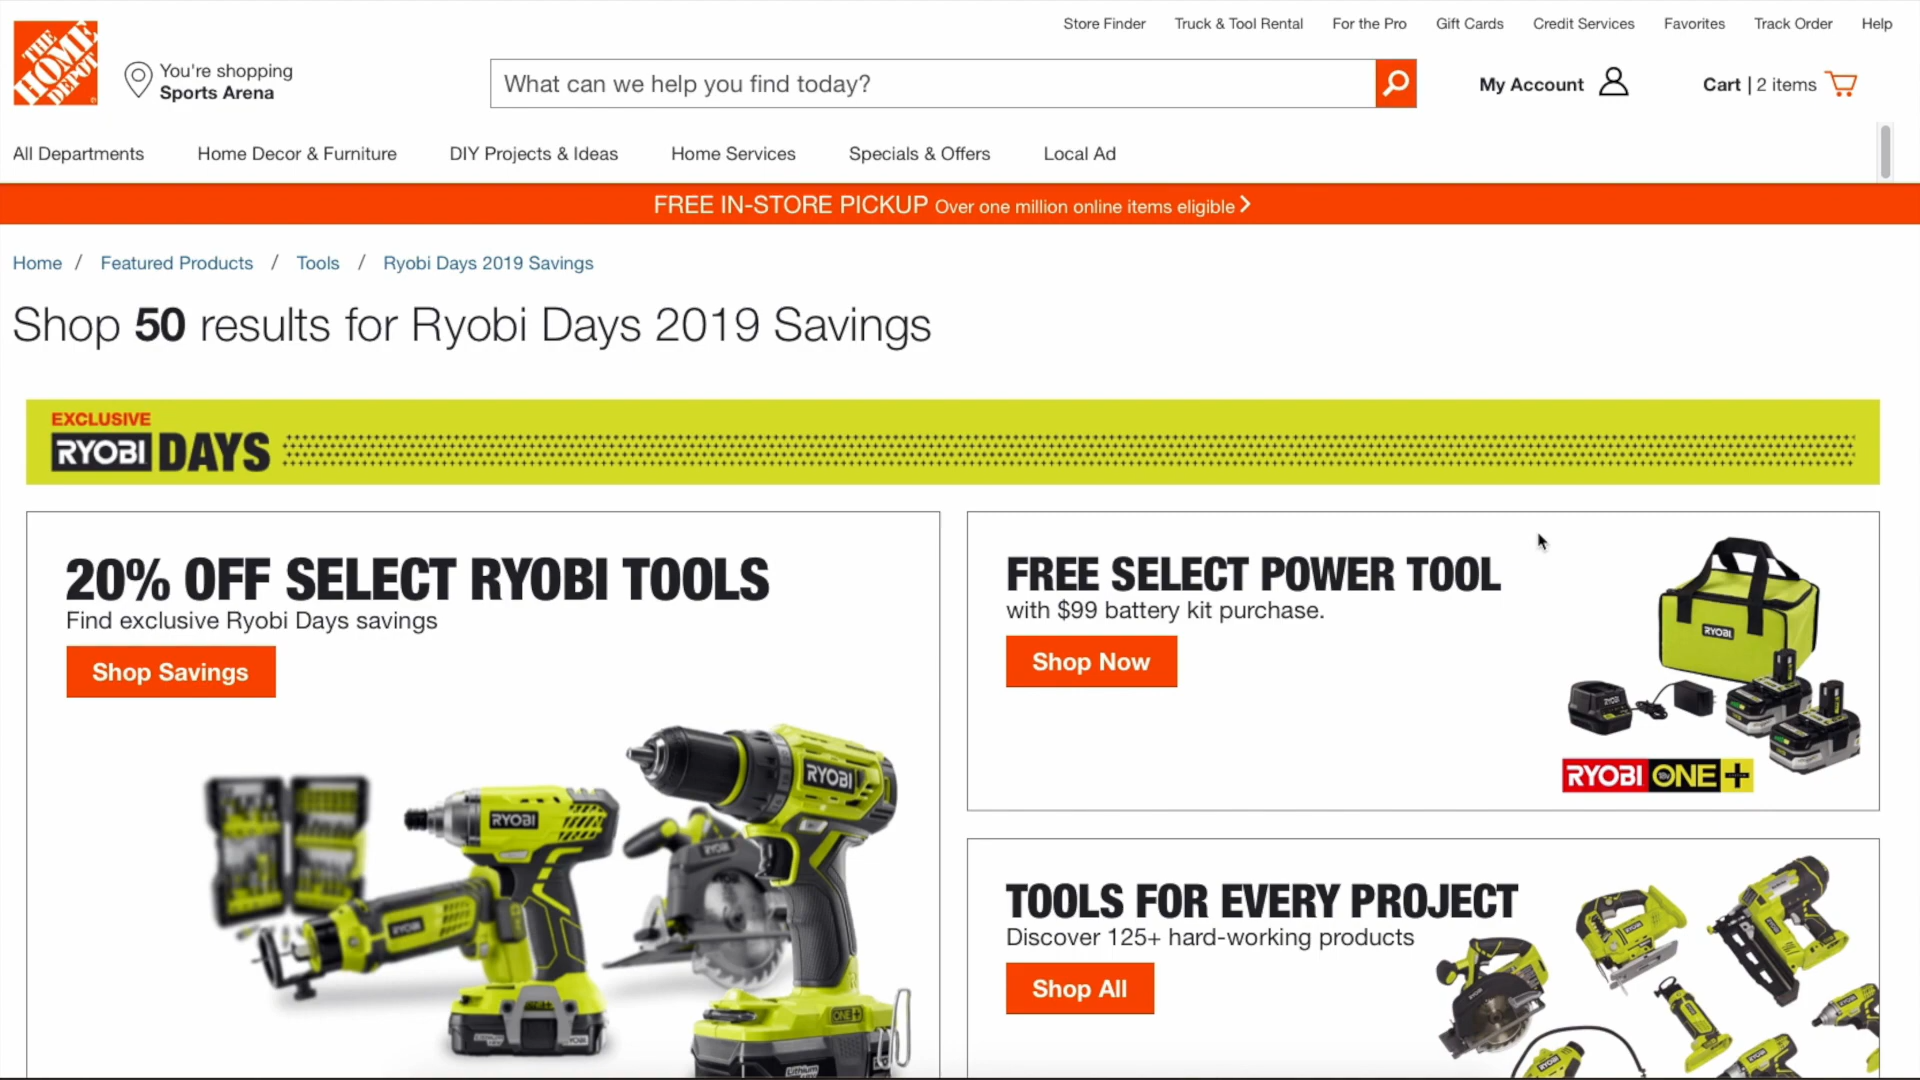 THE
HOME
DEPOT
Store Finder
Truck & Tool Rental
For the Pro
Gift Cards
Credit Services
Favorites
Track Order
Help
You're shopping
Sports Arena
What can we help you find today?
My Account
Cart | 2 items
All Departments
Home Decor & Furniture
DIY Projects & Ideas
Home Services
Specials & Offers
Local Ad
FREE IN-STORE PICKUP Over one million online items eligible
Home / Featured Products / Tools / Ryobi Days 2019 Savings
Shop 50 results for Ryobi Days 2019 Savings
EXCLUSIVE
RYOBI DAYS
20% OFF SELECT RYOBI TOOLS
Find exclusive Ryobi Days savings
Shop Savings
RYOBI
RYOBI
RYOBI
RYOBI
ONE+
Lithium
FREE SELECT POWER TOOL
with $99 battery kit purchase.
Shop Now
RYOBI
RYOBI ONE+
TOOLS FOR EVERY PROJECT
Discover 125+ hard-working products
Shop All